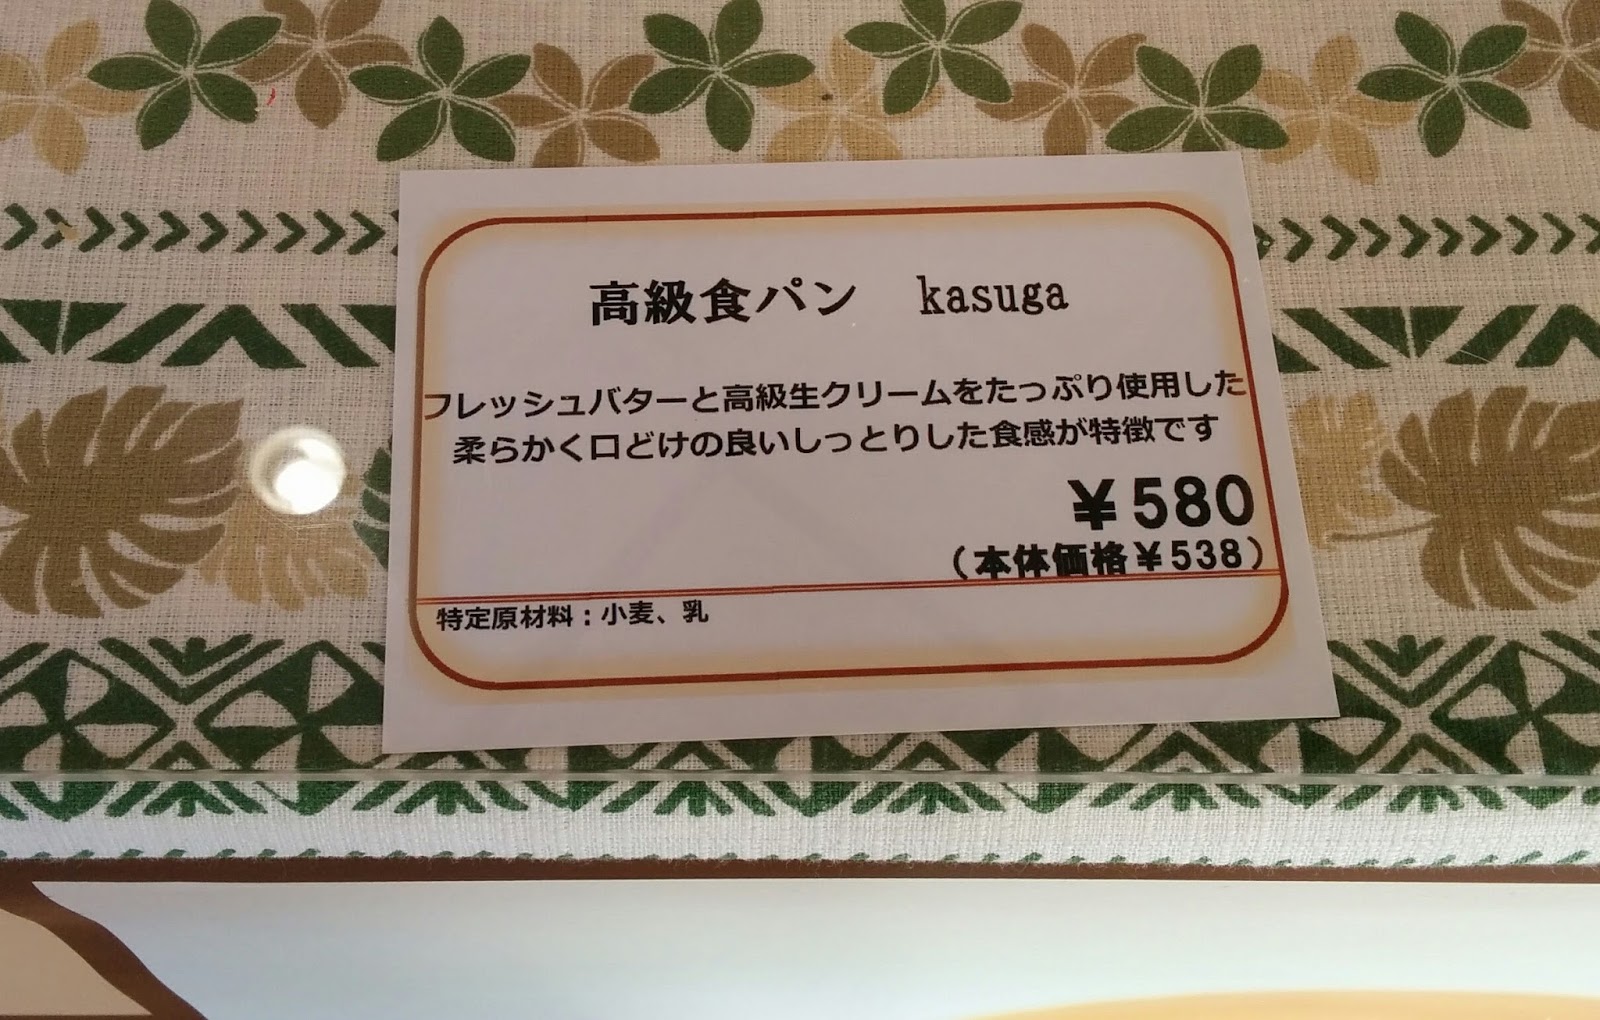 高級食パン　kasuga
フレッシュバターと高級生クリームをたっぷり使用した
柔らかく口どけの良いしっとりした食感が特徴です
￥580
（本体価格￥538）
特定原材料：小麦、乳